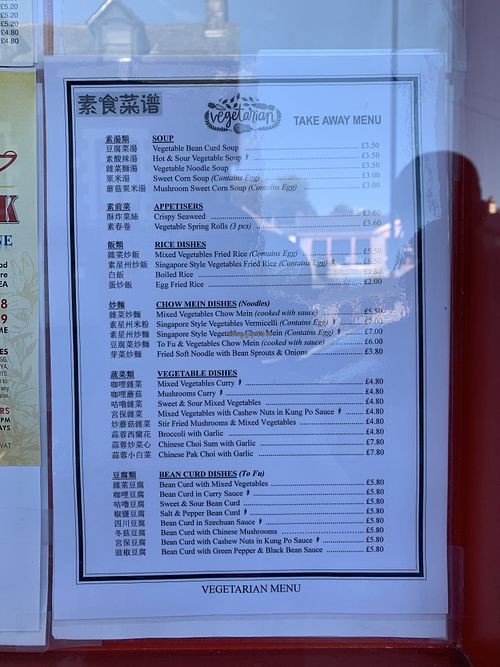 £5.20
£5.20
£5.20
£4.80
£4.80
素食菜谱
vegetarian
TAKE AWAY MENU
素湯類 SOUP
豆腐菜湯 Vegetable Bean Curd Soup £3.50
素酸辣湯 Hot & Sour Vegetable Soup £3.50
雜菜麵湯 Vegetable Noodle Soup £3.00
粟米湯 Sweet Corn Soup (Contains Egg) £3.00
蘑菇粟米湯 Mushroom Sweet Corn Soup (Contains Egg) £3.00
素前菜 APPETISERS
酥炸菜絲 Crispy Seaweed £3.60
素春卷 Vegetable Spring Rolls (3 pcs) £3.60
飯類 RICE DISHES
雜菜炒飯 Mixed Vegetables Fried Rice (Contains Egg) £5.50
素星州炒飯 Singapore Style Vegetables Fried Rice (Contains Egg) £6.50
白飯 Boiled Rice £1.80
蛋炒飯 Egg Fried Rice £2.00
炒麵 CHOW MEIN DISHES (Noodles)
雜菜炒麵 Mixed Vegetables Chow Mein (cooked with sauce) £5.50
素星州米粉 Singapore Style Vegetables Vermicelli (Contains Egg)
素星州炒麵 Singapore Style Vegetables Chow Mein £7.00
豆腐菜炒麵 To Fu & Vegetables Chow Mein (cooked with sauce) £6.00
芽菜炒麵 Fried Soft Noodle with Bean Sprouts & Onions £3.80
蔬菜類 VEGETABLE DISHES
咖喱雜菜 Mixed Vegetables Curry £4.80
咖喱蘑菇 Mushrooms Curry £4.80
咕嚕雜菜 Sweet & Sour Mixed Vegetables £4.80
宮保雜菜 Mixed Vegetables with Cashew Nuts in Kung Po Sauce £4.80
炒蘑菇雜菜 Stir Fried Mushrooms & Mixed Vegetables £4.80
蒜蓉西蘭花 Broccoli with Garlic £4.80
蒜蓉炒菜心 Chinese Choi Sum with Garlic £7.80
蒜蓉小白菜 Chinese Pak Choi with Garlic £7.80
豆腐類 BEAN CURD DISHES (To Fu)
雜菜豆腐 Bean Curd with Mixed Vegetables £5.80
咖喱豆腐 Bean Curd in Curry Sauce £5.80
咕嚕豆腐 Sweet & Sour Bean Curd £5.80
椒鹽豆腐 Salt & Pepper Bean Curd £5.80
四川豆腐 Bean Curd in Szechuan Sauce £5.80
冬菇豆腐 Bean Curd with Chinese Mushrooms £5.80
宮保豆腐 Bean Curd with Cashew Nuts in Kung Po Sauce £5.80
豉椒豆腐 Bean Curd with Green Pepper & Black Bean Sauce £5.80
VEGETARIAN MENU